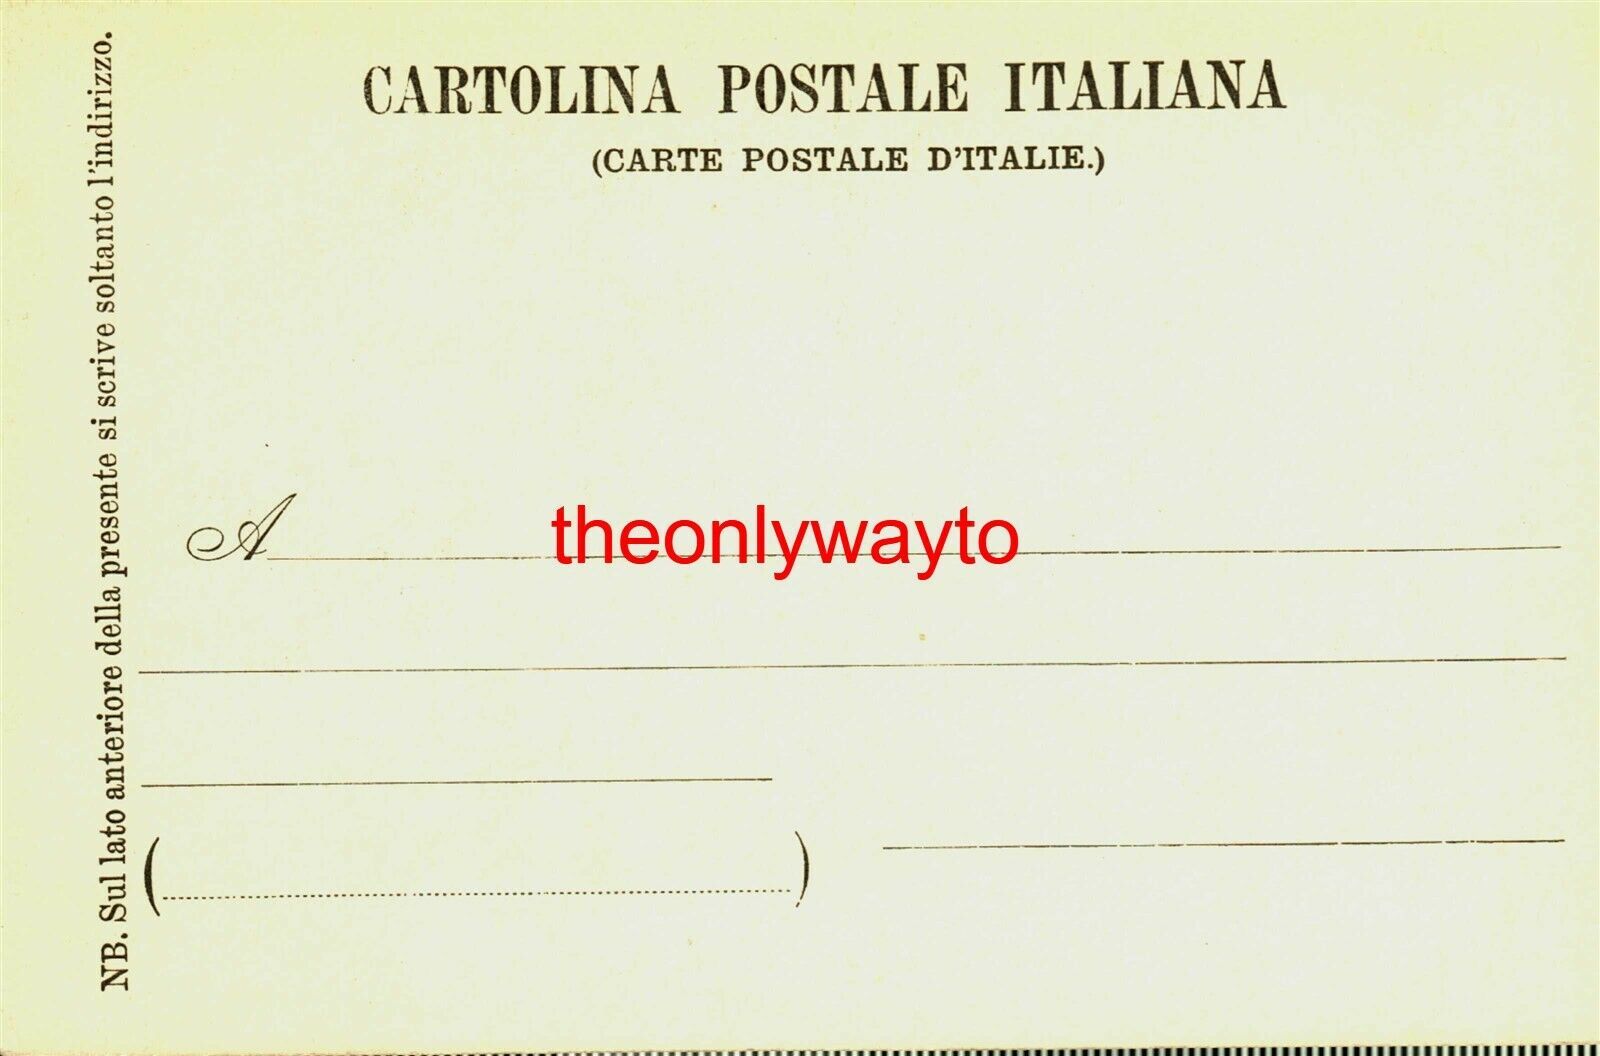 CARTOLINA POSTALE ITALIANA
(CARTE POSTALE D'ITALIE.)
NB. Sul lato anteriore della presente si scrive soltanto l'indirizzo.
A
theonlywayto
(                    )